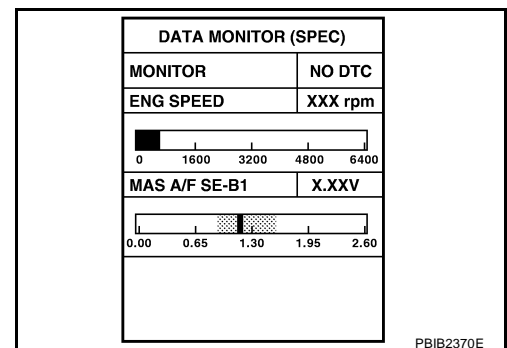 DATA MONITOR (SPEC)
MONITOR NO DTC
ENG SPEED XXX rpm
0 1600 3200 4800 6400
MAS A/F SE-B1 X.XXV
0.00 0.65 1.30 1.95 2.60
PBIB2370E